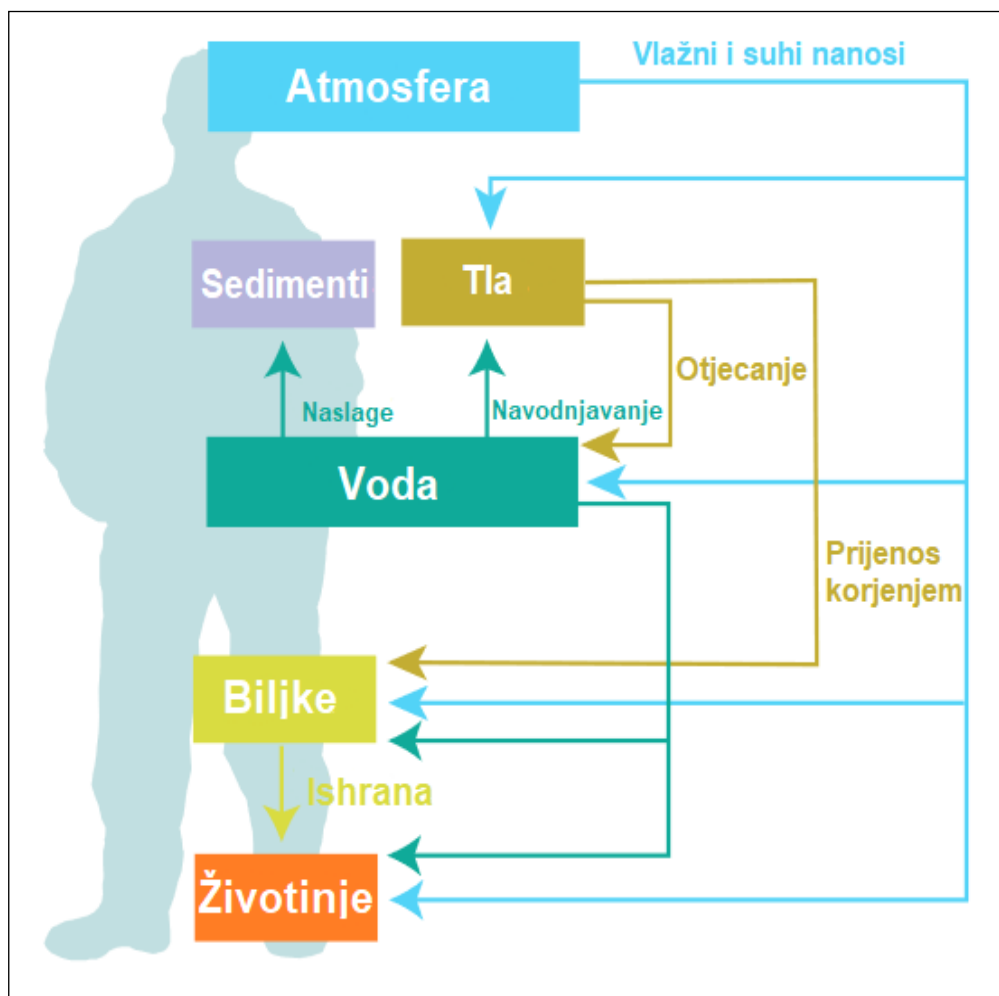 Vlažni i suhi nanosi
Atmosfera
Sedimenti
Tla
Otjecanje
Naslage
Navodnjavanje
Voda
Prijenos
korjenjem
Biljke
Ishrana
Životinje